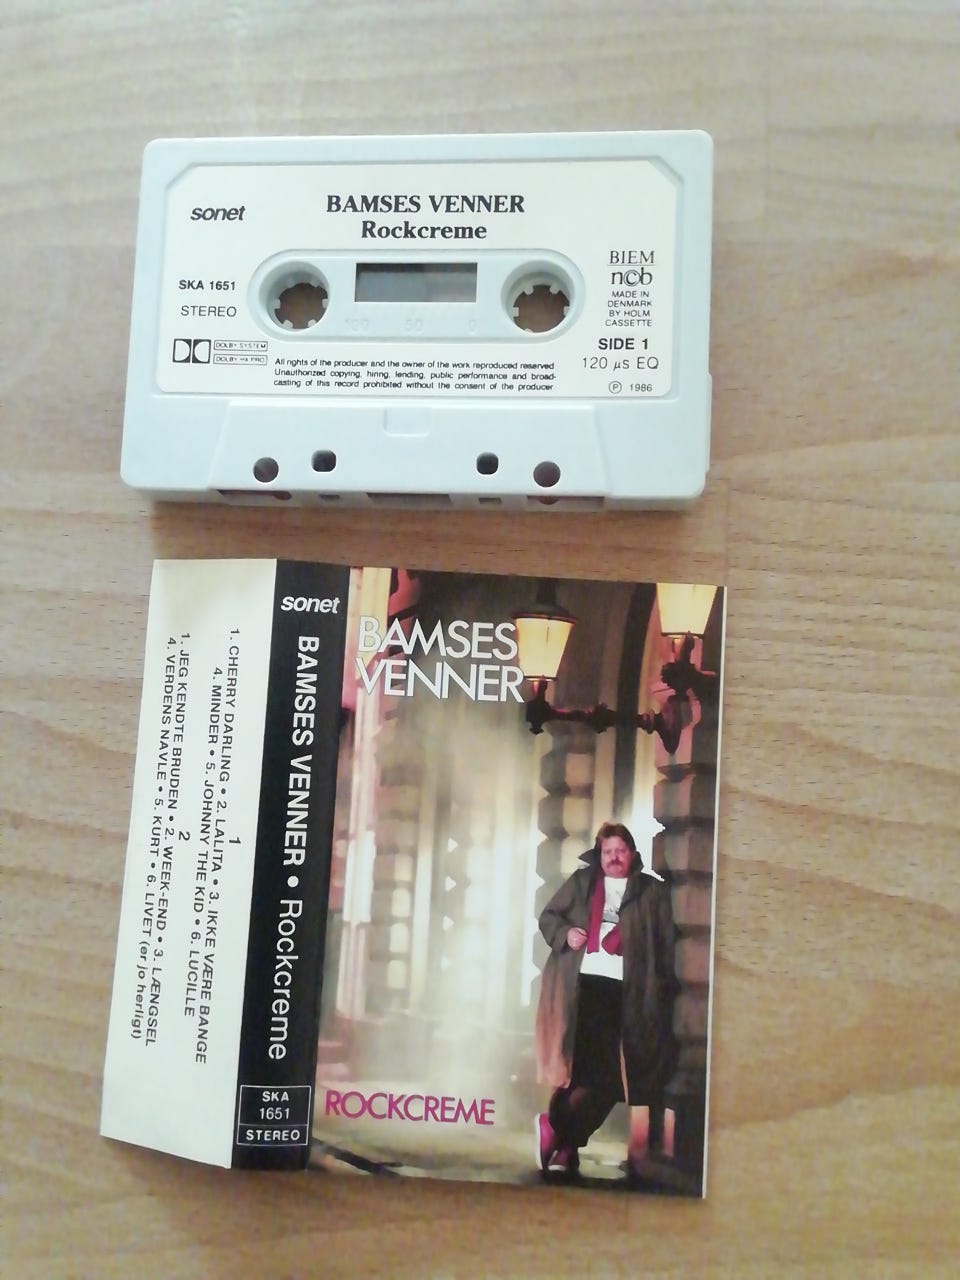 sonet
BAMSES VENNER
Rockcreme
SKA 1651
STEREO
DOLBY SYSTEM
DOLBY HX PRO
100 50 0
BIEM
n©b
MADE IN
DENMARK
BY HOLM
CASSETTE
SIDE 1
120 µs EQ
All rights of the producer and the owner of the work reproduced reserved
Unauthorized copying, hiring, lending, public performance and broad-
casting of this record prohibited without the consent of the producer
℗ 1986
1
1. CHERRY DARLING • 2. LALITA • 3. IKKE VÆRE BANGE
4. MINDER • 5. JOHNNY THE KID • 6. LUCILLE
2
1. JEG KENDTE BRUDEN • 2. WEEK-END • 3. LÆNGSEL
4. VERDENS NAVLE • 5. KURT • 6. LIVET (er jo herligt)
sonet
BAMSES VENNER • Rockcreme
SKA
1651
STEREO
BAMSES
VENNER
ROCKCREME